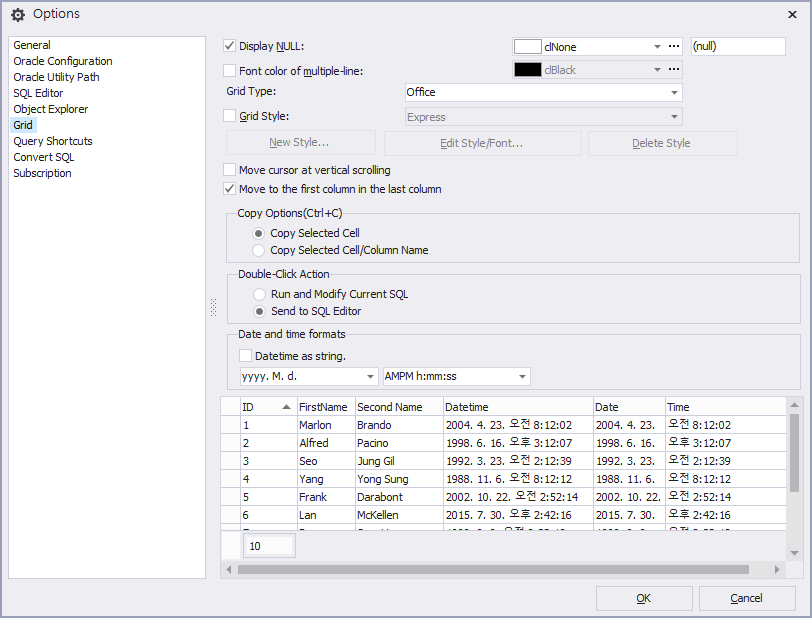 Options
General
Oracle Configuration
Oracle Utility Path
SQL Editor
Object Explorer
Grid
Query Shortcuts
Convert SQL
Subscription
Display NULL: clNone (null)
Font color of multiple-line: clBlack
Grid Type: Office
Grid Style: Express
New Style... Edit Style/Font... Delete Style
Move cursor at vertical scrolling
Move to the first column in the last column
Copy Options(Ctrl+C)
Copy Selected Cell
Copy Selected Cell/Column Name
Double-Click Action
Run and Modify Current SQL
Send to SQL Editor
Date and time formats
Datetime as string.
yyyy. M. d. AMPM h:mm:ss
ID FirstName Second Name Datetime Date Time
1 Marlon Brando 2004. 4. 23. 오전 8:12:02 2004. 4. 23. 오전 8:12:02
2 Alfred Pacino 1998. 6. 16. 오후 3:12:07 1998. 6. 16. 오후 3:12:07
3 Seo Jung Gil 1992. 3. 23. 오전 2:12:39 1992. 3. 23. 오전 2:12:39
4 Yang Yong Sung 1988. 11. 6. 오전 8:12:12 1988. 11. 6. 오전 8:12:12
5 Frank Darabont 2002. 10. 22. 오전 2:52:14 2002. 10. 22. 오전 2:52:14
6 Lan McKellen 2015. 7. 30. 오후 2:42:16 2015. 7. 30. 오후 2:42:16
10
OK Cancel